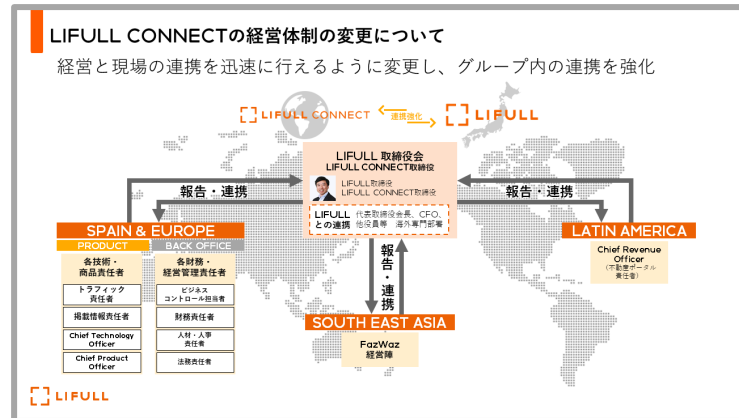 LIFULL CONNECTの経営体制の変更について
経営と現場の連携を迅速に行えるように変更し、グループ内の連携を強化
LIFULL CONNECT
連携強化
LIFULL
LIFULL 取締役会
LIFULL CONNECT取締役
LIFULL取締役
LIFULL CONNECT取締役
LIFULL
との連携
代表取締役会長、CFO、
他役員等 海外専門部署
報告・連携
報告・連携
報告・連携
SPAIN & EUROPE
PRODUCT
BACK OFFICE
各技術・
商品責任者
トラフィック
責任者
掲載情報責任者
Chief Technology
Officer
Chief Product
Officer
各財務・
経営管理責任者
ビジネス
コントロール担当者
財務責任者
人材・人事
責任者
法務責任者
SOUTH EAST ASIA
FazWaz
経営陣
LATIN AMERICA
Chief Revenue
Officer
(不動産ポータル
責任者)
LIFULL